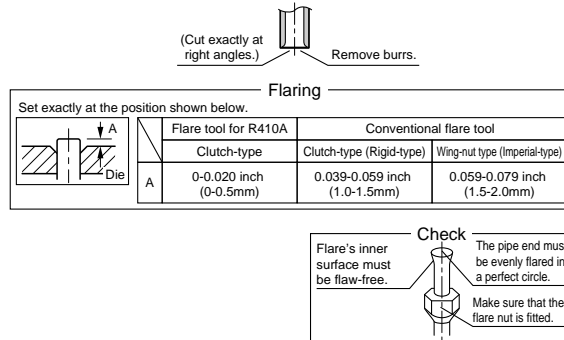 (Cut exactly at
right angles.)
Remove burrs.
Flaring
Set exactly at the position shown below.
A
Die
Flare tool for R410A
Conventional flare tool
Clutch-type
Clutch-type (Rigid-type)
Wing-nut type (Imperial-type)
A
0-0.020 inch
(0-0.5mm)
0.039-0.059 inch
(1.0-1.5mm)
0.059-0.079 inch
(1.5-2.0mm)
Check
Flare's inner
surface must
be flaw-free.
The pipe end must
be evenly flared in
a perfect circle.
Make sure that the
flare nut is fitted.